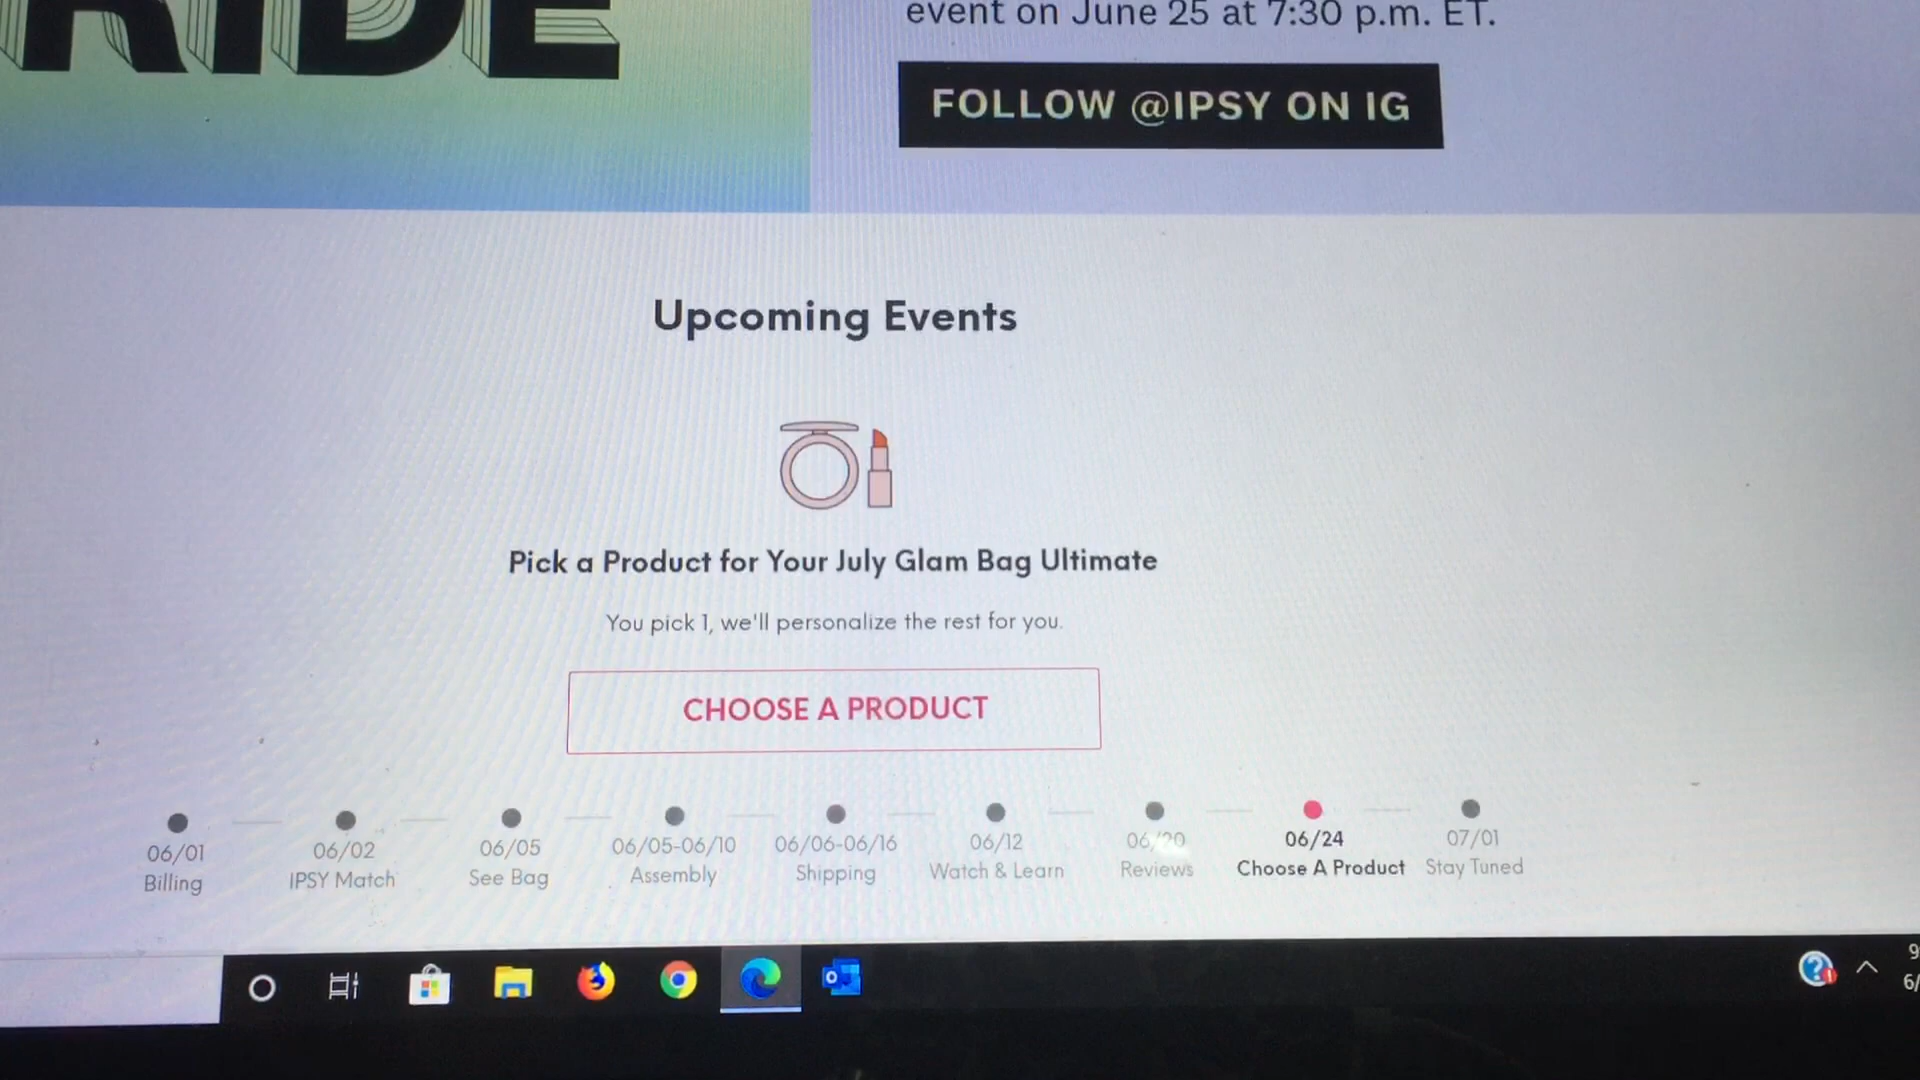 RIDE
event on June 25 at 7:30 p.m. ET.
FOLLOW @IPSY ON IG
Upcoming Events
Pick a Product for Your July Glam Bag Ultimate
You pick 1, we'll personalize the rest for you.
CHOOSE A PRODUCT
06/01
Billing
06/02
IPSY Match
06/05
See Bag
06/05-06/10
Assembly
06/06-06/16
Shipping
06/12
Watch & Learn
06/20
Reviews
06/24
Choose A Product
07/01
Stay Tuned